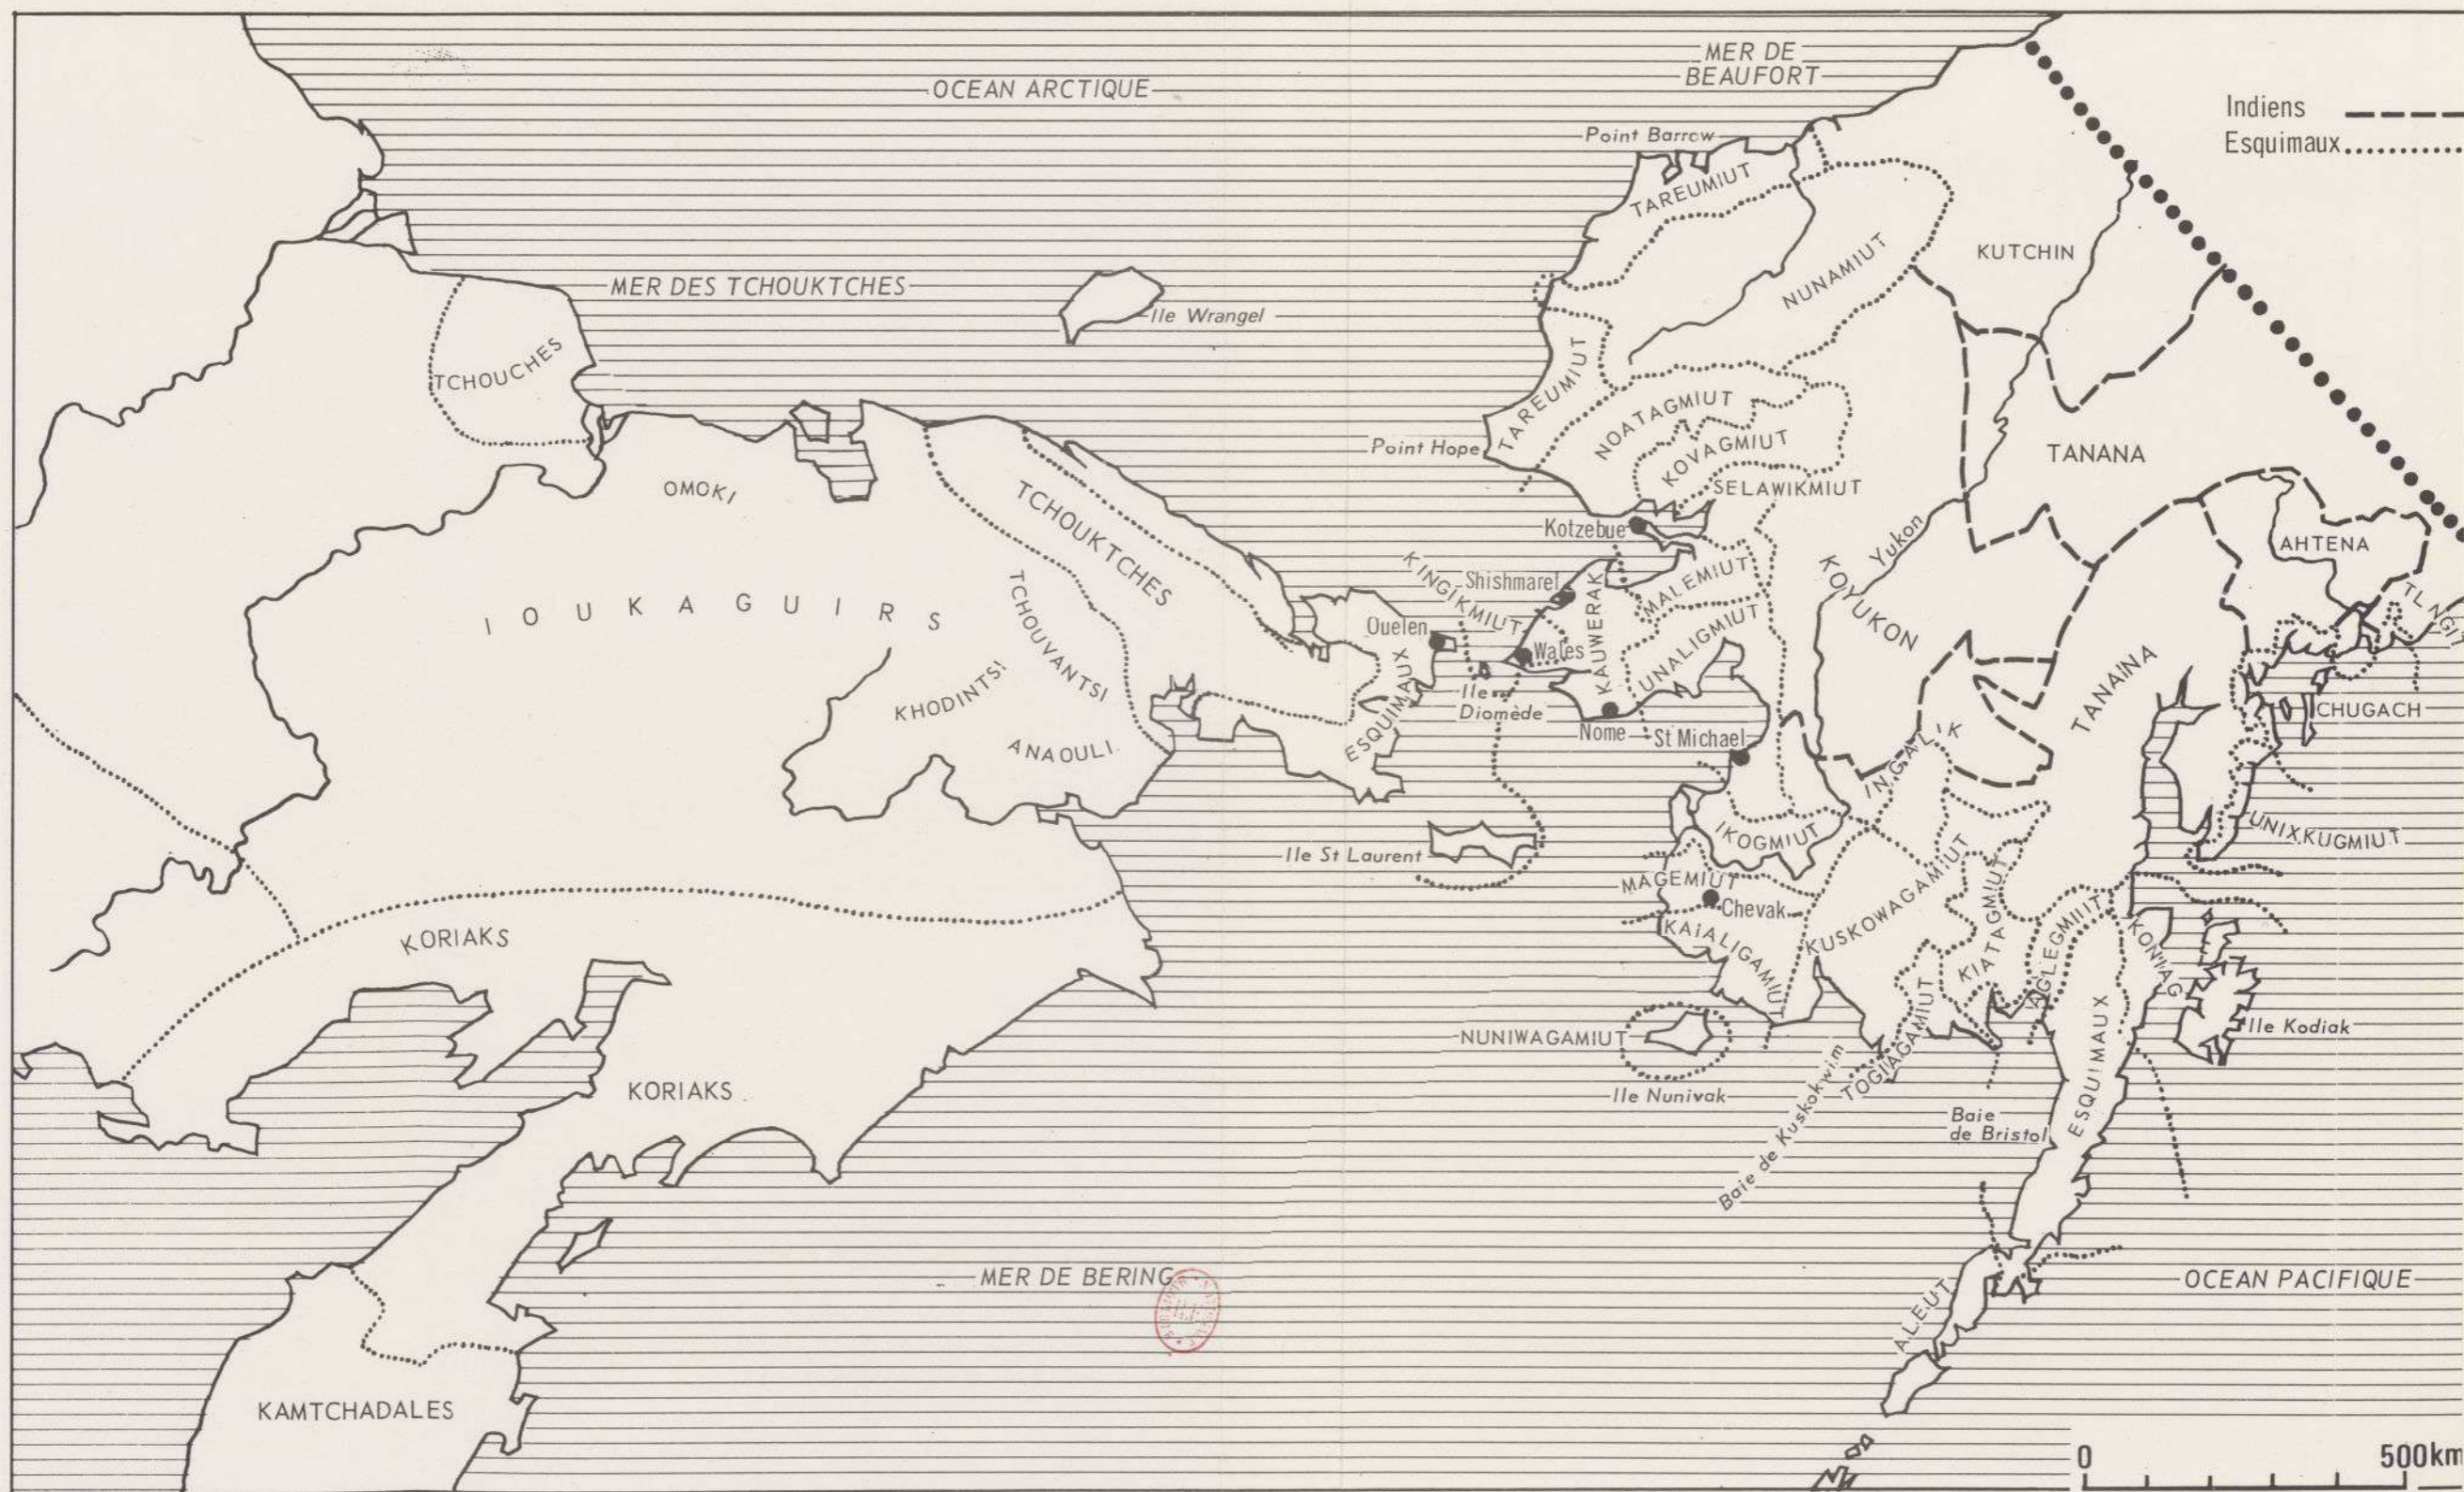 OCEAN ARCTIQUE
MER DE
BEAUFORT
Indiens
Esquimaux
Point Barrow
TAREUMIUT
KUTCHIN
NUNAMIUT
MER DES TCHOUKTCHES
Ile Wrangel
TCHOUCHES
TAREUMIUT
NOATAGMIUT
KOVAGMIUT
Point Hope
TANANA
SELAWIKMIUT
OMOKI
TCHOUKTCHES
Kotzebue
Yukon
AHTENA
KINGIKMIUT
Shishmaref
MALEMIUT
KOYUKON
IOUKAGUIRS
TCHOUVANTSI
Ouelen
KAUWERAK
UNALIGMIUT
Wales
TANAINA
KHODINTSI
Ile
Diomède
ESQUIMAUX
CHUGACH
ANAOULI
Nome
St Michael
INGALIK
IKOGMIUT
UNIXKUGMIUT
Ile St Laurent
MAGEMIUT
Chevak
KUSKOWAGAMIUT
KIATAGMIUT
AGLEGMIUT
KONIAG
KAIALIGAMIUT
KORIAKS
NUNIWAGAMIUT
TOGIAGAMIUT
ESQUIMAUX
Ile Kodiak
KORIAKS
Ile Nunivak
Baie de Kuskokwim
Baie
de Bristol
MER DE BERING
OCEAN PACIFIQUE
ALEUT
KAMTCHADALES
0 500km